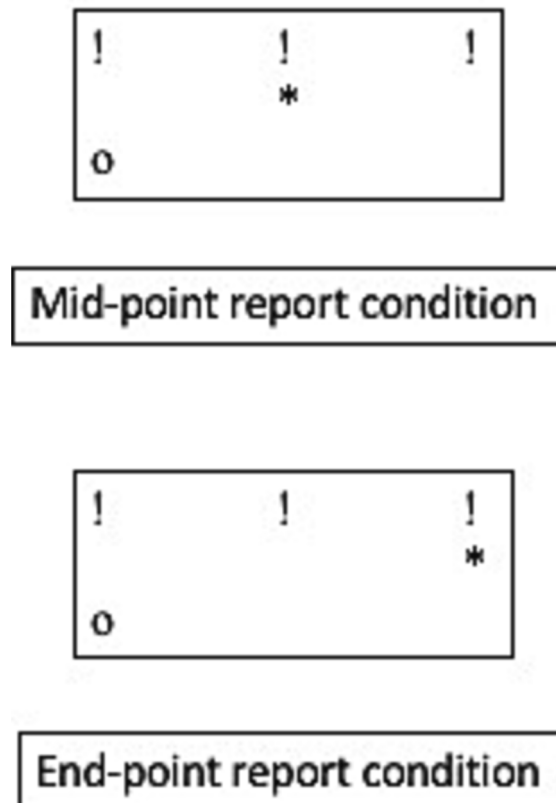 ! ! !
*
o
Mid-point report condition
! ! !
*
o
End-point report condition